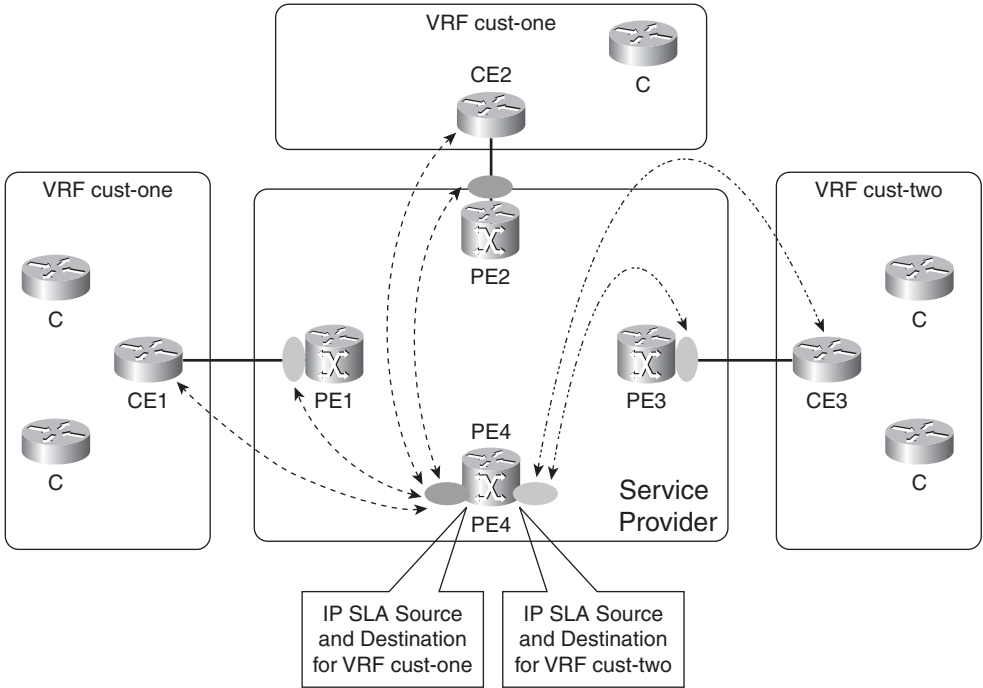 VRF cust-one
C
CE2
VRF cust-one
VRF cust-two
PE2
C
C
CE1
PE1
PE3
CE3
PE4
C
C
PE4
Service
Provider
IP SLA Source
and Destination
for VRF cust-one
IP SLA Source
and Destination
for VRF cust-two